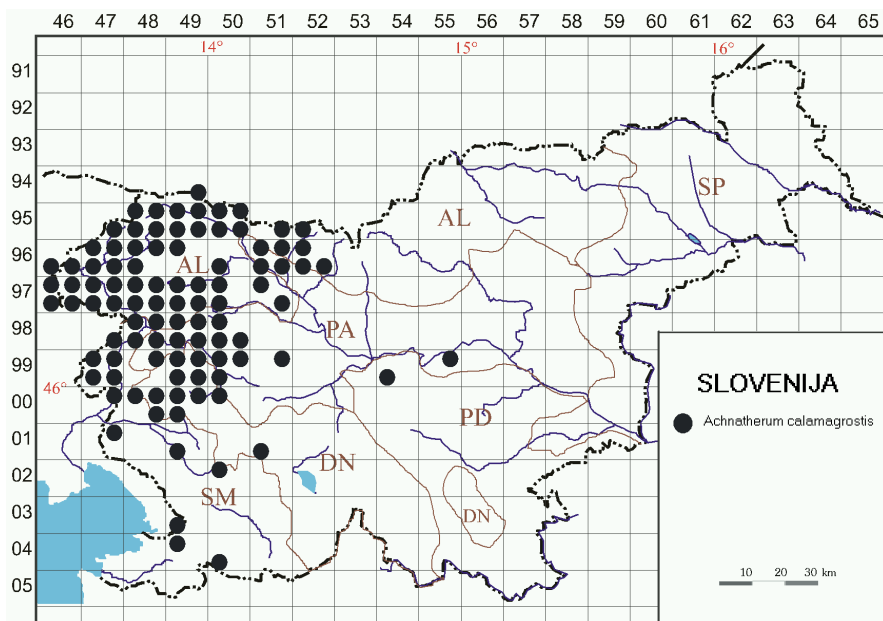 46 47 48 49 50 51 52 53 54 55 56 57 58 59 60 61 62 63 64 65
14° 15° 16°
91
92
93
94
SP
95
AL
96
AL
97
98
PA
99
46°
SLOVENIJA
00
Achnatherum calamagrostis
PD
01
DN
02
SM
03
DN
04
05
10 20 30 km